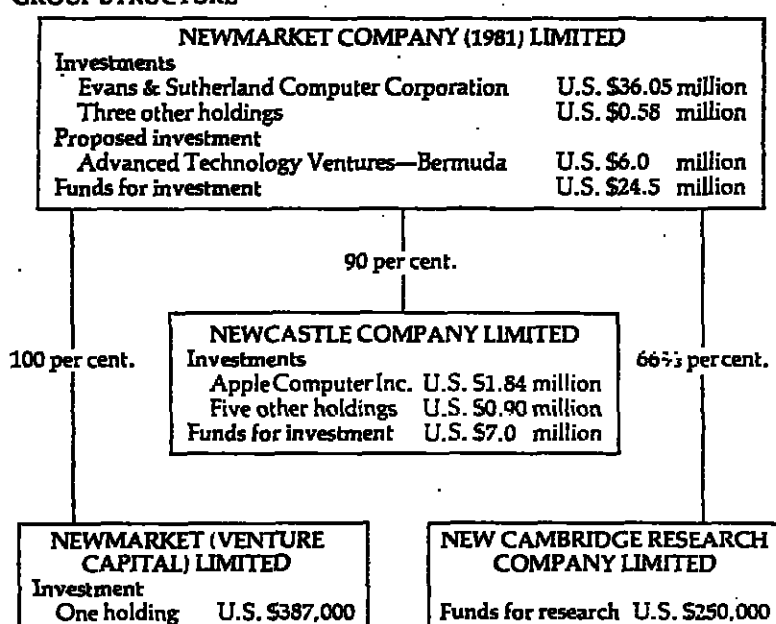 GROUP STRUCTURE
NEWMARKET COMPANY (1981) LIMITED
Investments
Evans & Sutherland Computer Corporation U.S. $36.05 million
Three other holdings U.S. $0.58 million
Proposed investment
Advanced Technology Ventures—Bermuda U.S. $6.0 million
Funds for investment U.S. $24.5 million
90 per cent.
NEWCASTLE COMPANY LIMITED
Investments
Apple Computer Inc. U.S. $1.84 million
Five other holdings U.S. $0.90 million
Funds for investment U.S. $7.0 million
100 per cent.
66⅔ per cent.
NEWMARKET (VENTURE
CAPITAL) LIMITED
Investment
One holding U.S. $387,000
NEW CAMBRIDGE RESEARCH
COMPANY LIMITED
Funds for research U.S. $250,000